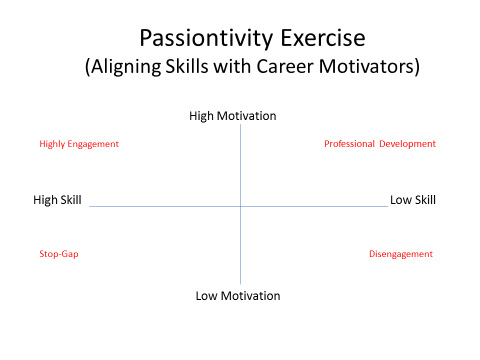 Passiontivity Exercise
(Aligning Skills with Career Motivators)
High Motivation
Highly Engagement
Professional Development
High Skill
Low Skill
Stop-Gap
Disengagement
Low Motivation